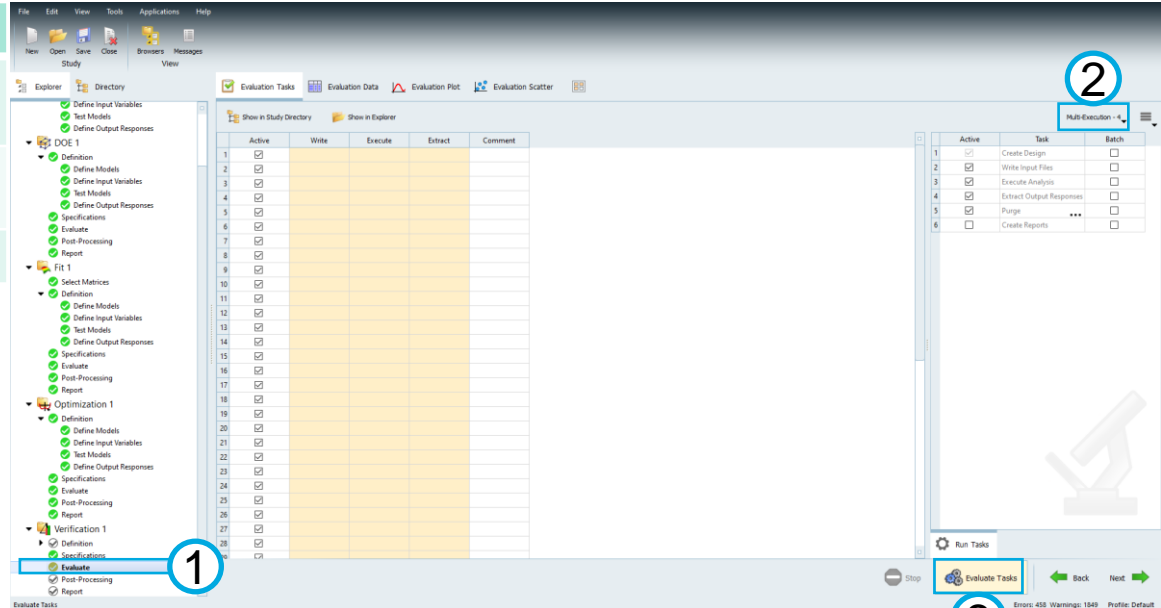 File Edit View Tools Applications Help
New Open Save Close Browsers Messages
Study View
Explorer Directory
Evaluation Tasks Evaluation Data Evaluation Plot Evaluation Scatter
2
Define Input Variables
Test Models
Define Output Responses
DOE 1
Definition
Define Models
Define Input Variables
Test Models
Define Output Responses
Specifications
Evaluate
Post-Processing
Report
Fit 1
Select Matrices
Definition
Define Models
Define Input Variables
Test Models
Define Output Responses
Specifications
Evaluate
Post-Processing
Report
Optimization 1
Definition
Define Models
Define Input Variables
Test Models
Define Output Responses
Specifications
Evaluate
Post-Processing
Report
Verification 1
Definition
Specifications
Evaluate
Post-Processing
Report
1
Show in Study Directory Show in Explorer
Multi-Execution - 4
Active Write Execute Extract Comment
1
2
3
4
5
6
7
8
9
10
11
12
13
14
15
16
17
18
19
20
21
22
23
24
25
26
27
28
Active Task Batch
1 Create Design
2 Write Input Files
3 Execute Analysis
4 Extract Output Responses
5 Purge ...
6 Create Reports
Run Tasks
Stop Evaluate Tasks Back Next
Evaluate Tasks
Errors: 458 Warnings: 1849 Profile: Default